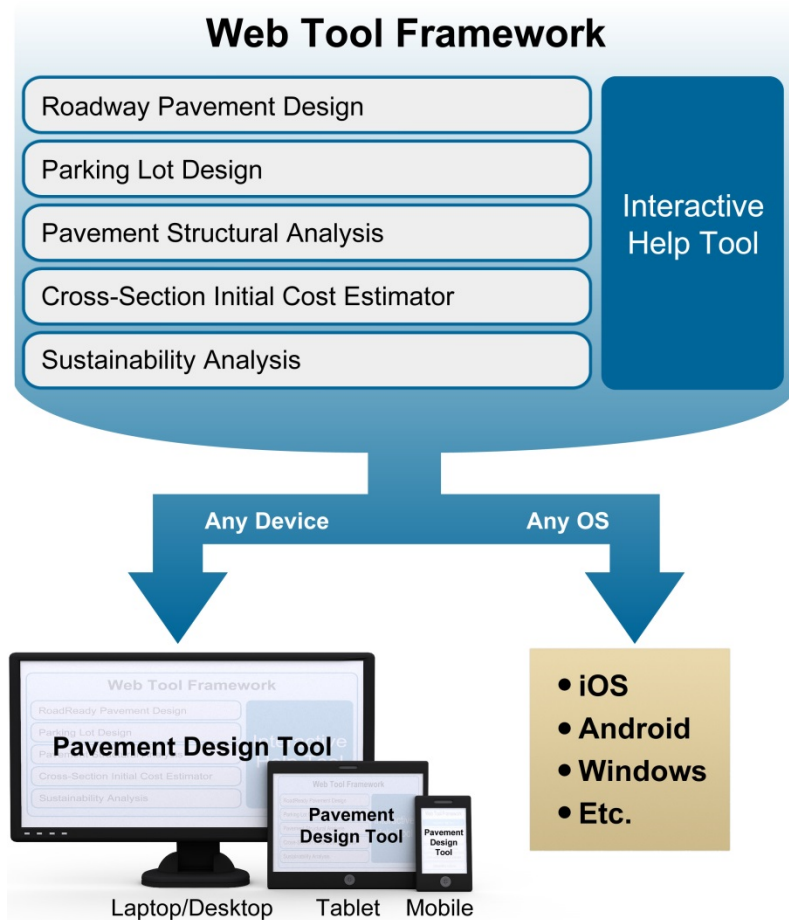 Web Tool Framework
Roadway Pavement Design
Parking Lot Design
Pavement Structural Analysis
Cross-Section Initial Cost Estimator
Sustainability Analysis
Interactive
Help Tool
Any Device
Any OS
Web Tool Framework
RoadReady Pavement Design
Parking Lot Design
Cross-Section Initial Cost Estimator
Sustainability Analysis
Interactive
Help Tool
Pavement Design Tool
Web Tool Framework
Pavement
Design Tool
Pavement
Design
Tool
Laptop/Desktop
Tablet
Mobile
• iOS
• Android
• Windows
• Etc.